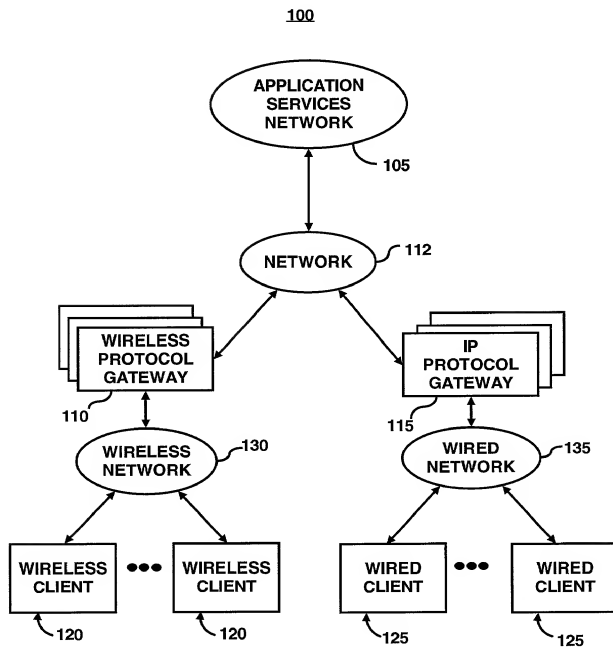 100
APPLICATION
SERVICES
NETWORK
105
NETWORK
112
WIRELESS
PROTOCOL
GATEWAY
110
IP
PROTOCOL
GATEWAY
115
WIRELESS
NETWORK
130
WIRED
NETWORK
135
WIRELESS
CLIENT
WIRELESS
CLIENT
WIRED
CLIENT
WIRED
CLIENT
120
120
125
125